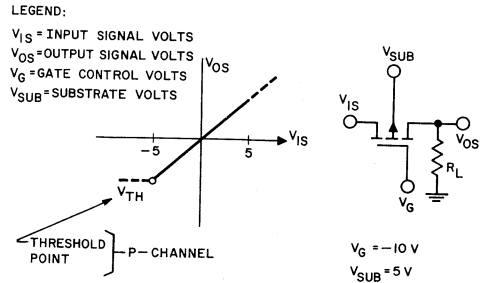 LEGEND:
VIS = INPUT SIGNAL VOLTS
VOS = OUTPUT SIGNAL VOLTS
VG = GATE CONTROL VOLTS
VSUB = SUBSTRATE VOLTS
VOS
VIS
-5
5
VTH
THRESHOLD POINT
P-CHANNEL
VSUB
VIS
VOS
RL
VG
VG = -10 V
VSUB = 5 V